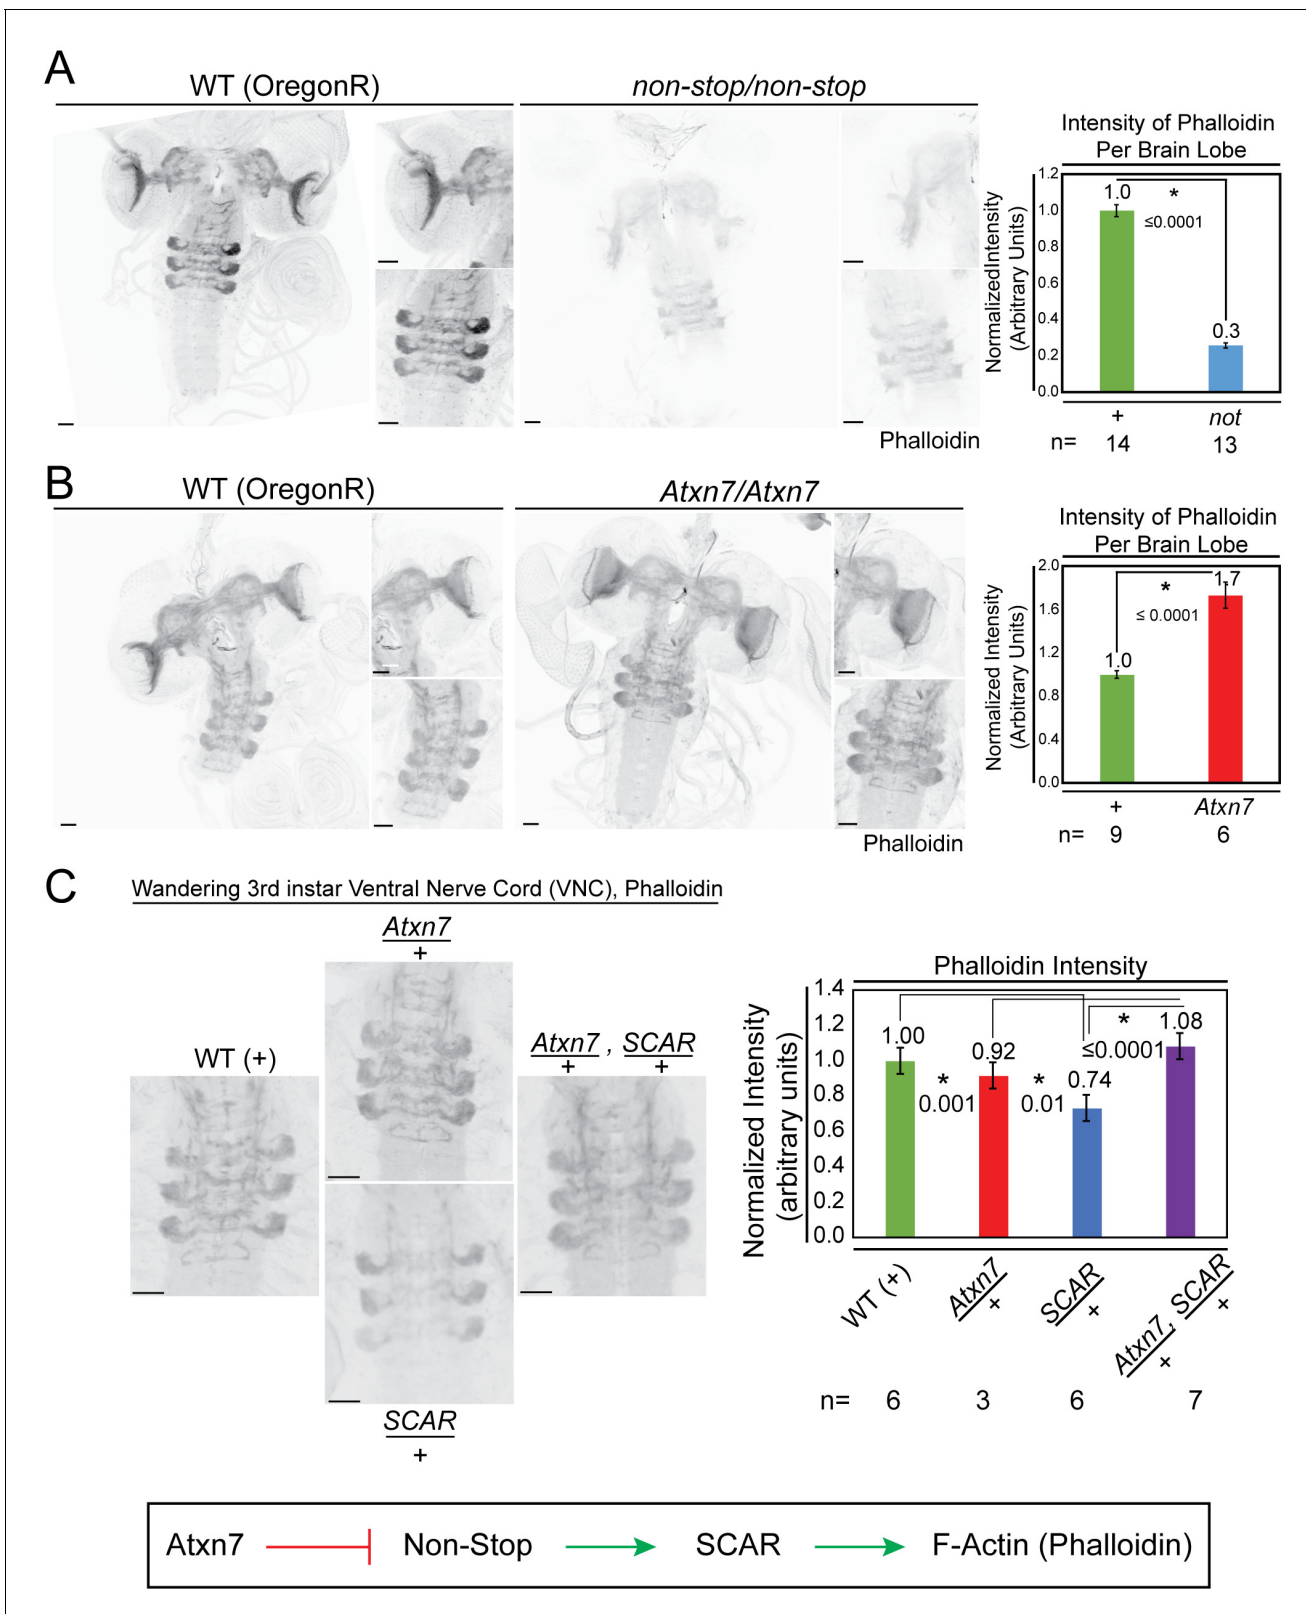 A
WT (OregonR)
non-stop/non-stop
Phalloidin
Intensity of Phalloidin
Per Brain Lobe
NormalizedIntensity
(Arbitrary Units)
1.2
1.0
0.8
0.6
0.4
0.2
0.0
1.0
*
≤0.0001
0.3
+ not
n= 14 13
B
WT (OregonR)
Atxn7/Atxn7
Phalloidin
Intensity of Phalloidin
Per Brain Lobe
Normalized Intensity
(Arbitrary Units)
2.0
1.6
1.2
0.8
0.4
0.0
1.0
*
≤ 0.0001
1.7
+ Atxn7
n= 9 6
C
Wandering 3rd instar Ventral Nerve Cord (VNC), Phalloidin
Atxn7
+
WT (+)
Atxn7 , SCAR
+ +
SCAR
+
Phalloidin Intensity
Normalized Intensity
(arbitrary units)
1.4
1.2
1.0
0.8
0.6
0.4
0.2
0.0
1.00
*
0.001
0.92
*
0.01
*
≤0.0001
0.74
1.08
WT (+)
Atxn7
+
SCAR
+
Atxn7, SCAR
+ +
n= 6 3 6 7
Atxn7 Non-Stop SCAR F-Actin (Phalloidin)